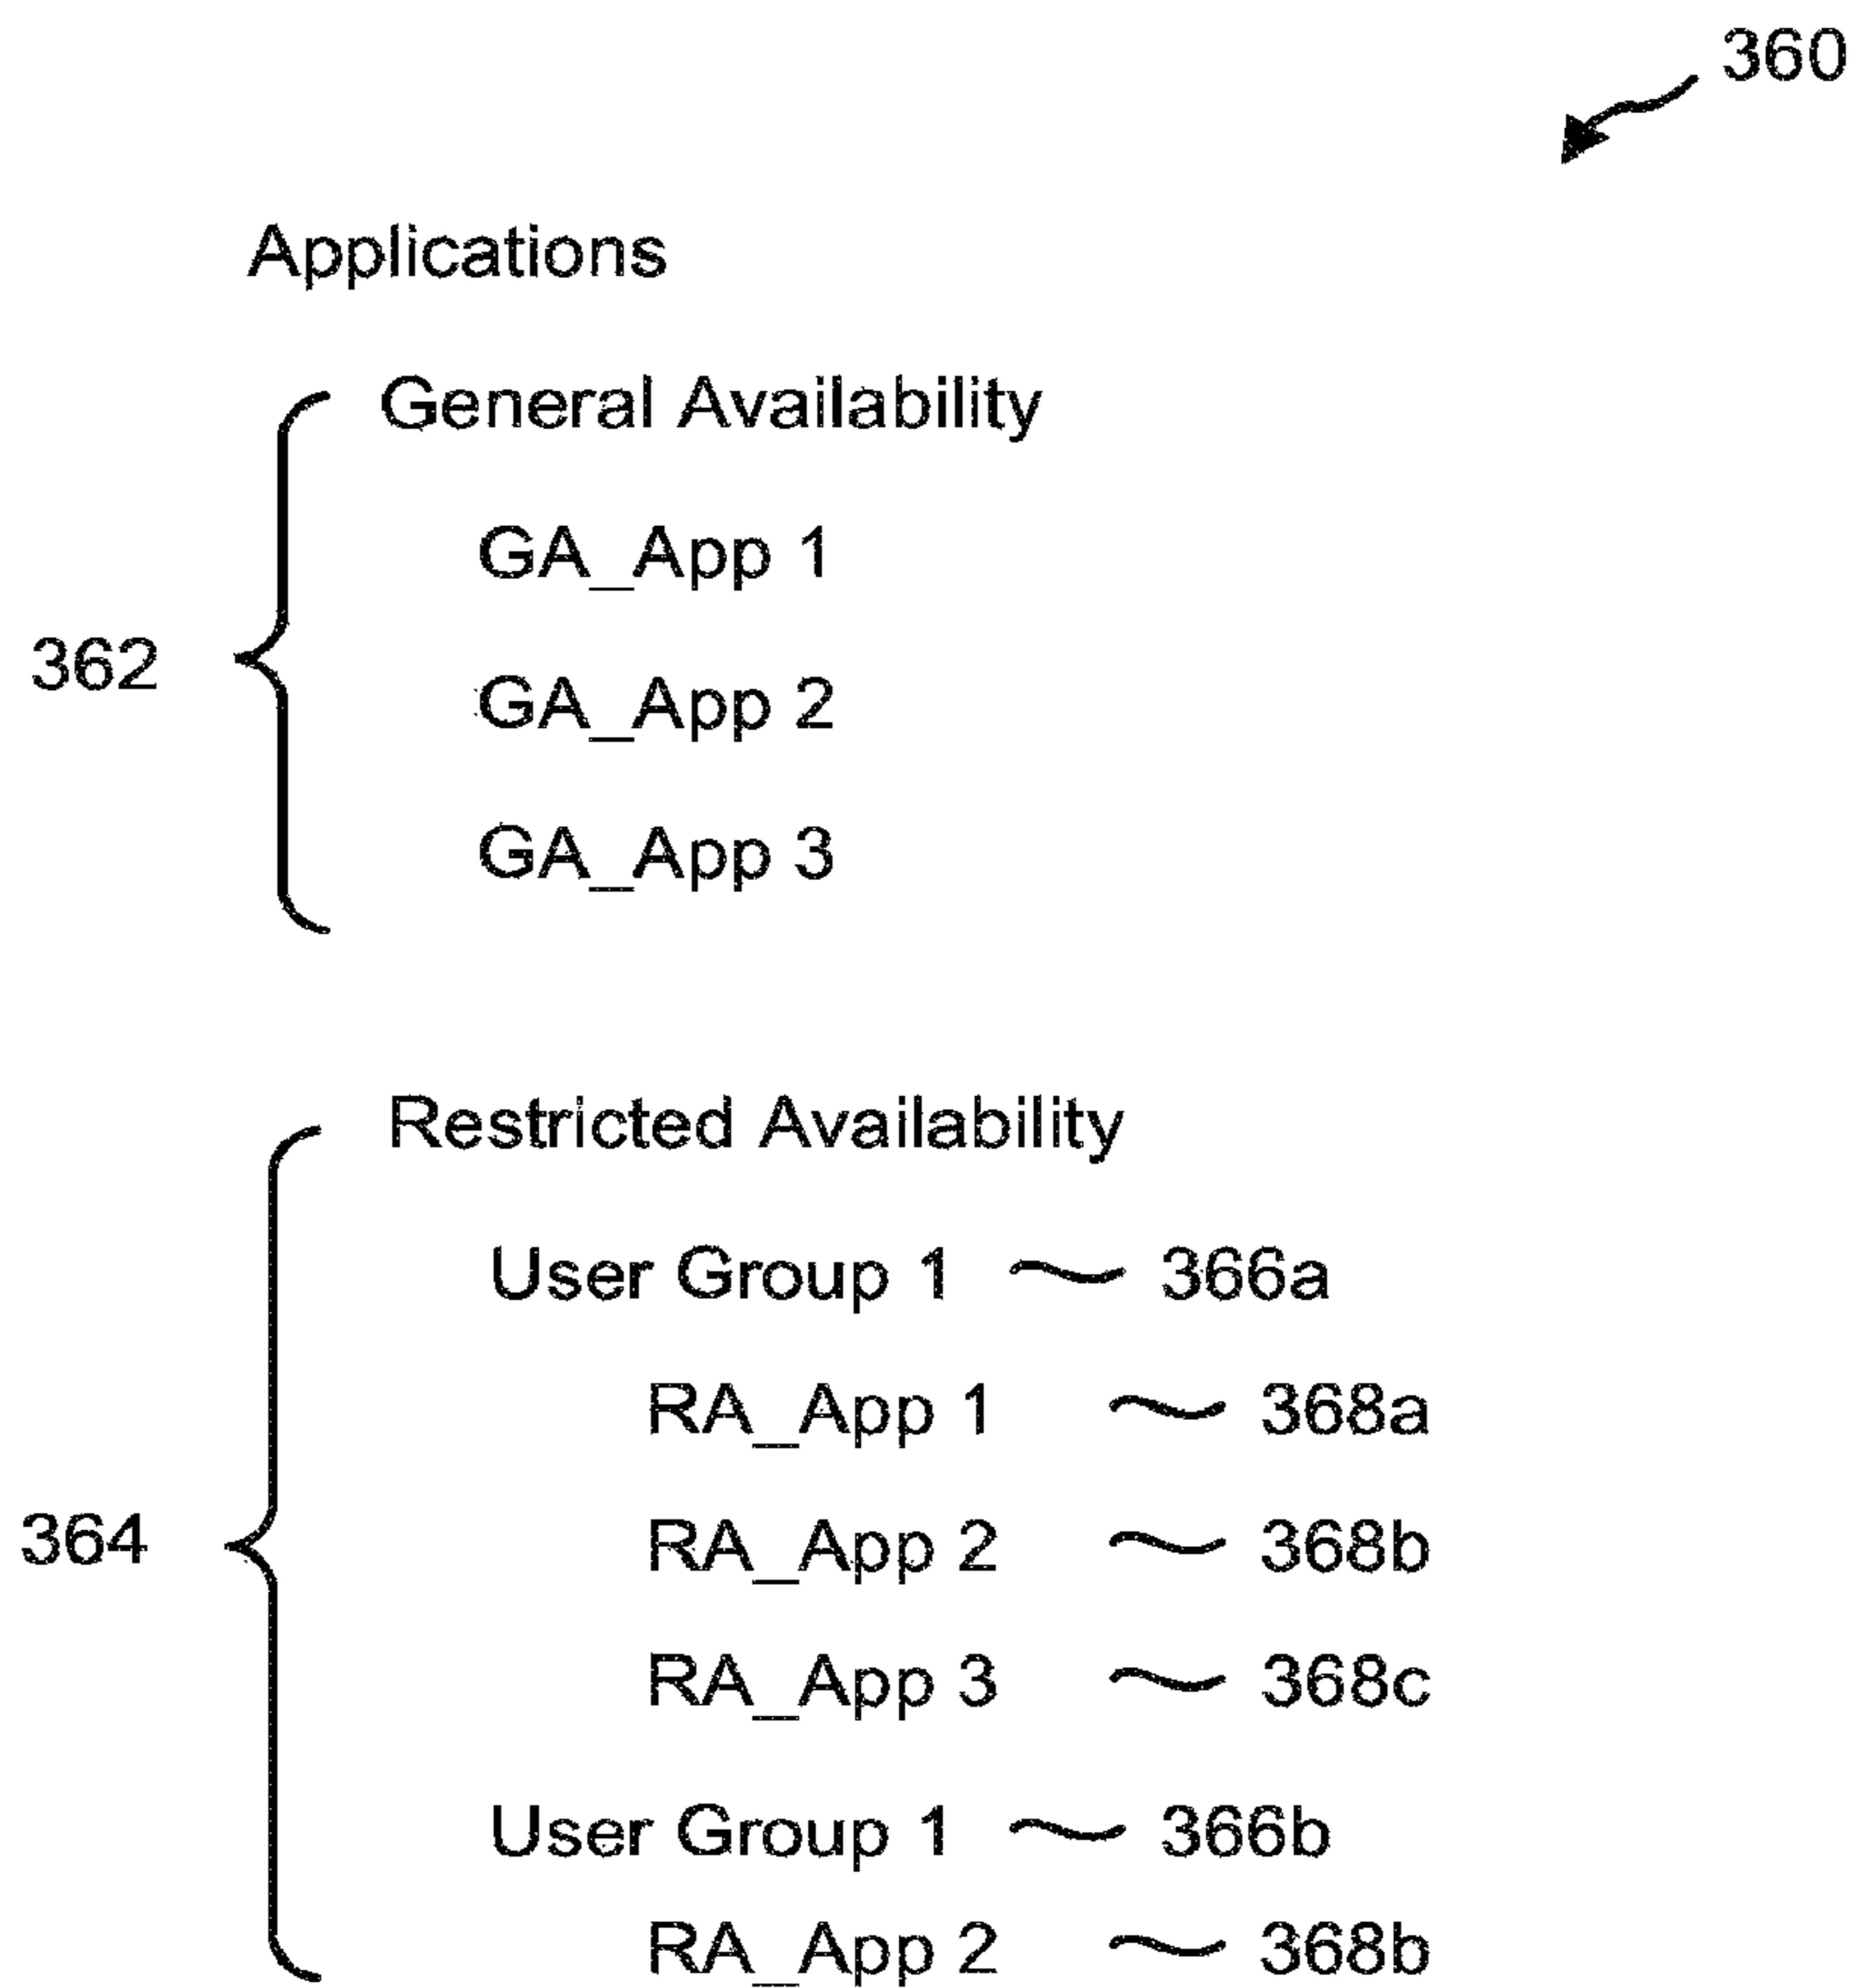 360
Applications
General Availability
GA_App 1
362
GA_App 2
GA_App 3
Restricted Availability
User Group 1 366a
RA_App 1 368a
364
RA_App 2 368b
RA_App 3 368c
User Group 1 366b
RA_App 2 368b